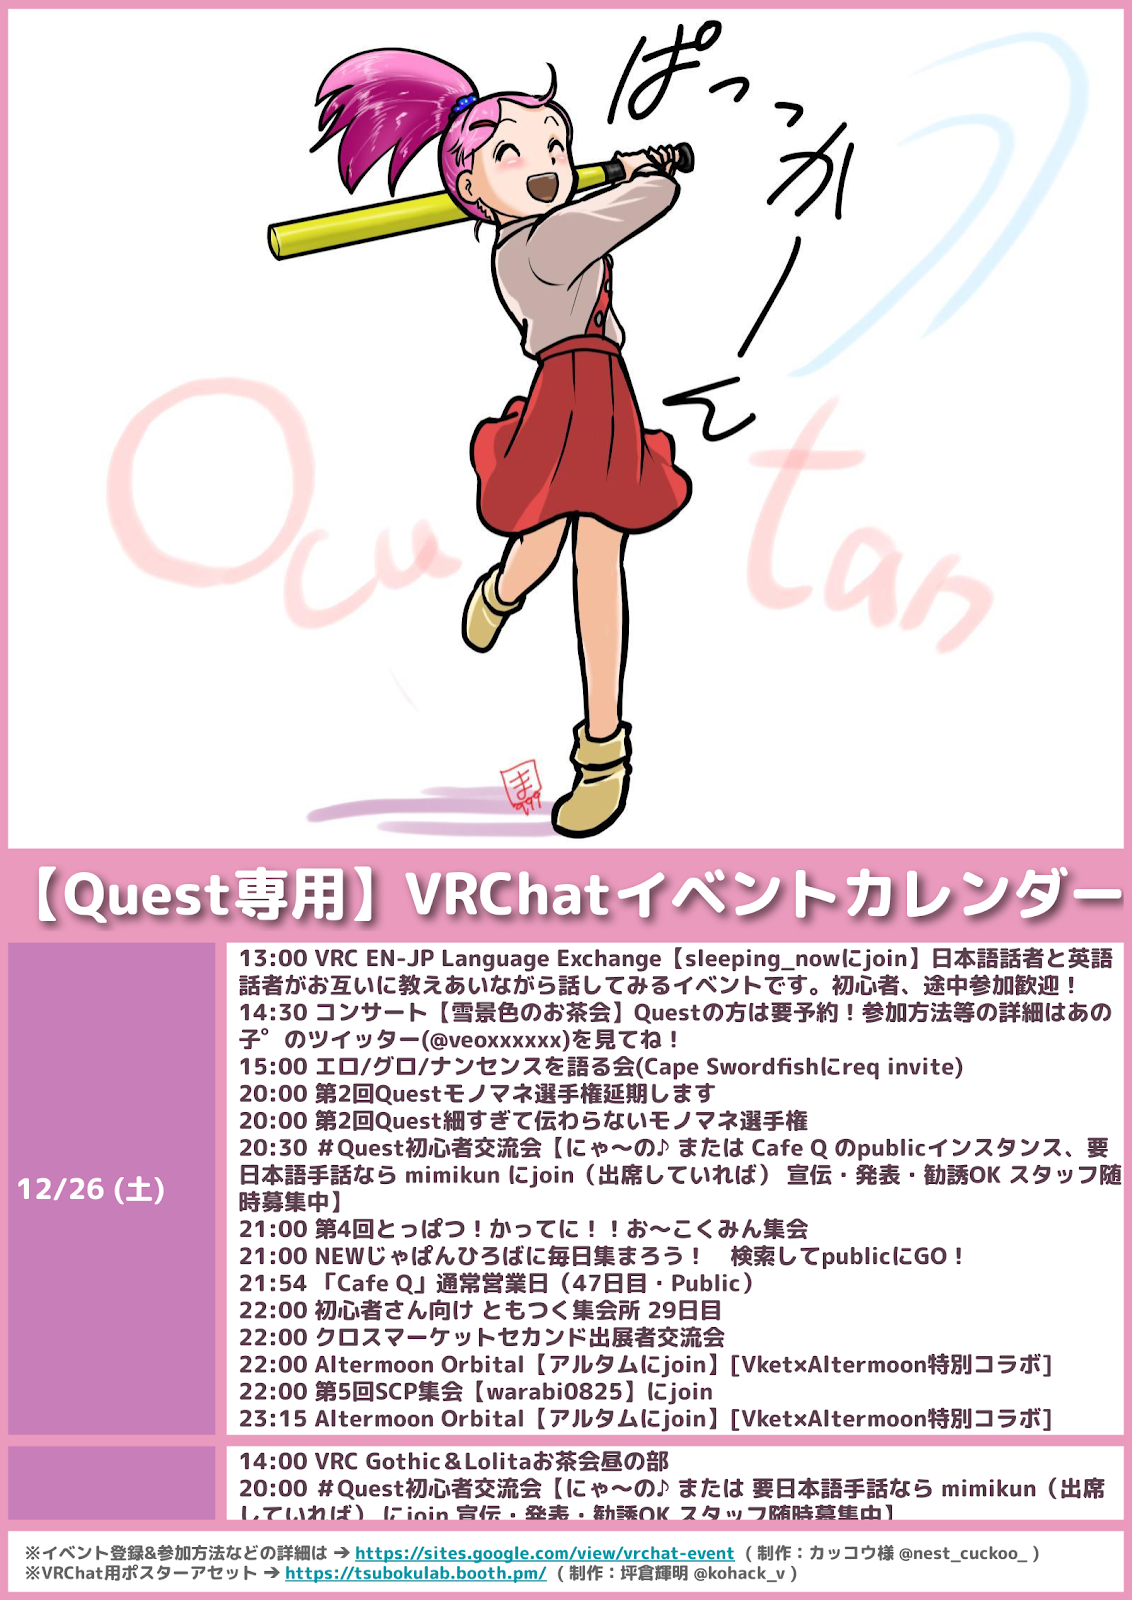 ぱっっかーん
Ocutan
ま
999
【Quest専用】VRChatイベントカレンダー
12/26 (土)
13:00 VRC EN-JP Language Exchange【sleeping_nowにjoin】日本語話者と英語
話者がお互いに教えあいながら話してみるイベントです。初心者、途中参加歓迎！
14:30 コンサート【雪景色のお茶会】Questの方は要予約！参加方法等の詳細はあの
子゜のツイッター(@veoxxxxxx)を見てね！
15:00 エロ/グロ/ナンセンスを語る会(Cape Swordfishにreq invite)
20:00 第2回Questモノマネ選手権延期します
20:00 第2回Quest細すぎて伝わらないモノマネ選手権
20:30 ＃Quest初心者交流会【にゃ〜の♪ または Cafe Q のpublicインスタンス、要
日本語手話なら mimikun にjoin（出席していれば） 宣伝・発表・勧誘OK スタッフ随
時募集中】
21:00 第4回とっぱつ！かってに！！お〜こくみん集会
21:00 NEWじゃぱんひろばに毎日集まろう！　検索してpublicにGO！
21:54 「Cafe Q」通常営業日（47日目・Public）
22:00 初心者さん向け ともつく集会所 29日目
22:00 クロスマーケットセカンド出展者交流会
22:00 Altermoon Orbital【アルタムにjoin】[Vket×Altermoon特別コラボ]
22:00 第5回SCP集会【warabi0825】にjoin
23:15 Altermoon Orbital【アルタムにjoin】[Vket×Altermoon特別コラボ]
14:00 VRC Gothic＆Lolitaお茶会昼の部
20:00 ＃Quest初心者交流会【にゃ〜の♪ または 要日本語手話なら mimikun（出席
していれば） にjoin 宣伝・発表・勧誘OK スタッフ随時募集中】
※イベント登録&参加方法などの詳細は ➔ https://sites.google.com/view/vrchat-event （ 制作：カッコウ様 @nest_cuckoo_ ）
※VRChat用ポスターアセット ➔ https://tsubokulab.booth.pm/ （ 制作：坪倉輝明 @kohack_v ）